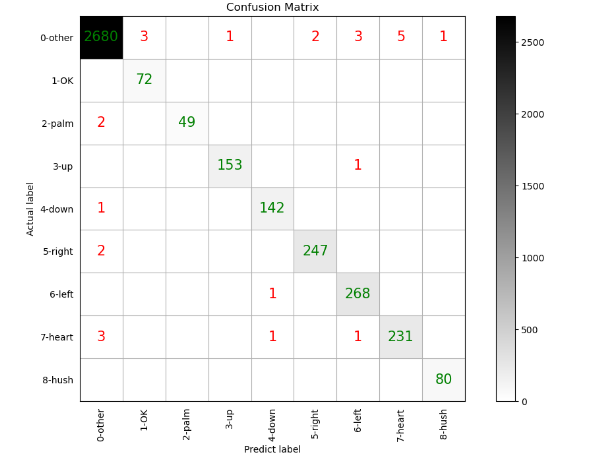 Confusion Matrix
0-other 2680 3 1 2 3 5 1
1-OK 72
2-palm 2 49
3-up 153 1
4-down 1 142
5-right 2 247
6-left 1 268
7-heart 3 1 1 231
8-hush 80
Actual label
0-other 1-OK 2-palm 3-up 4-down 5-right 6-left 7-heart 8-hush
Predict label
2500
2000
1500
1000
500
0